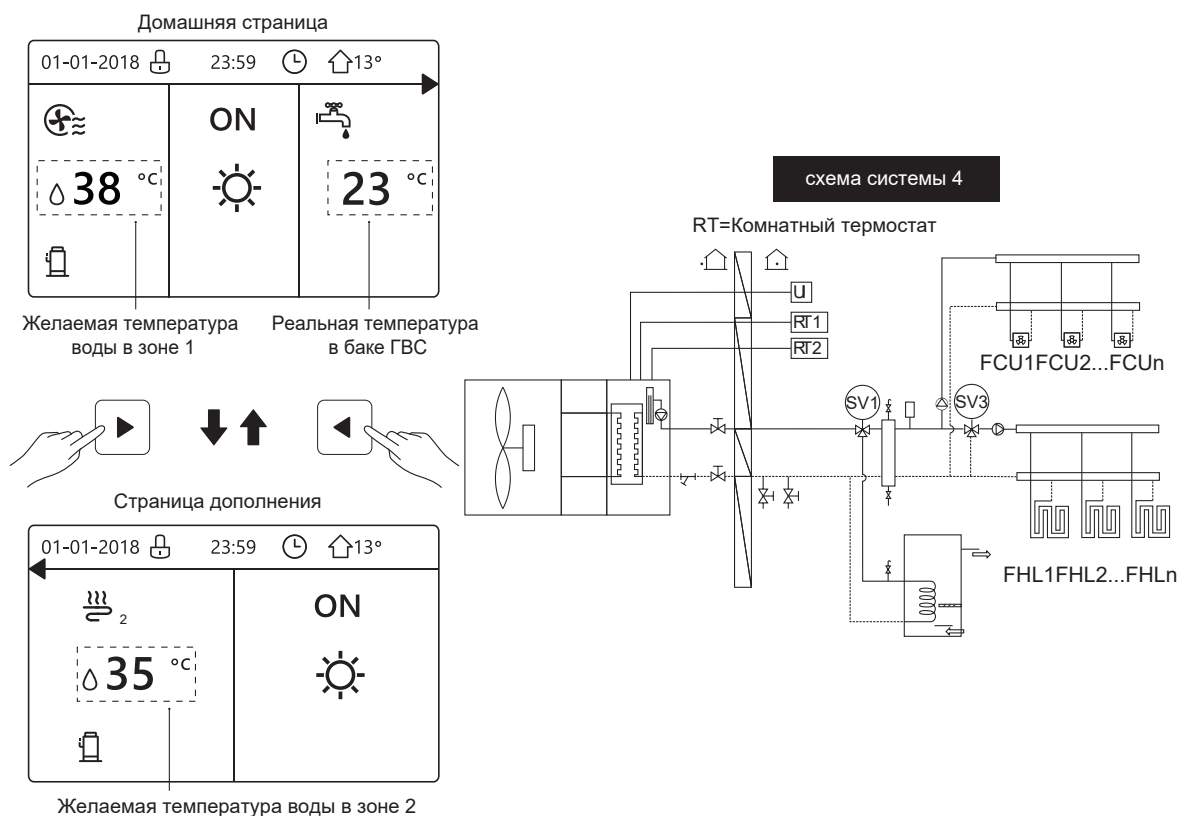 Домашняя страница
01-01-2018 23:59 13°
ON
38 °C
23 °C
Желаемая температура
воды в зоне 1
Реальная температура
в баке ГВС
Страница дополнения
01-01-2018 23:59 13°
2
ON
35 °C
Желаемая температура воды в зоне 2
схема системы 4
RT=Комнатный термостат
U
RT1
RT2
FCU1FCU2...FCUn
SV1
SV3
FHL1FHL2...FHLn